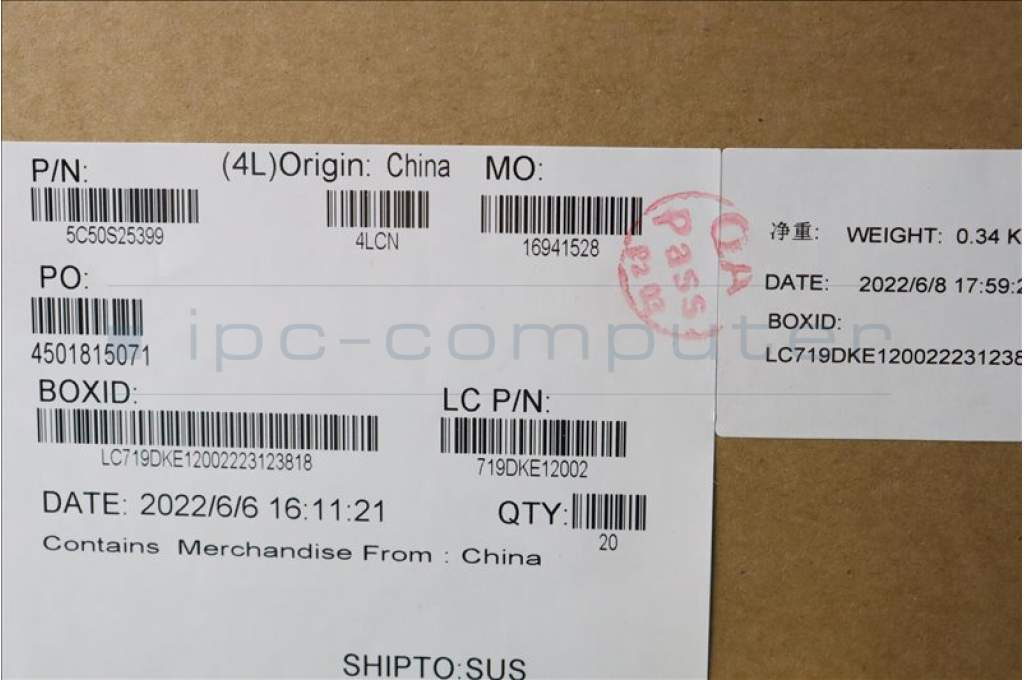 P/N:
5C50S25399
(4L)Origin: China
4LCN
MO:
16941528
PO:
4501815071
BOXID:
LC719DKE12002223123818
LC P/N:
719DKE12002
DATE: 2022/6/6 16:11:21
QTY:
20
Contains Merchandise From : China
SHIPTO:SUS
QA
Pass
净重: WEIGHT: 0.34 K
DATE: 2022/6/8 17:59:2
BOXID:
LC719DKE120022231238
ipc-computer